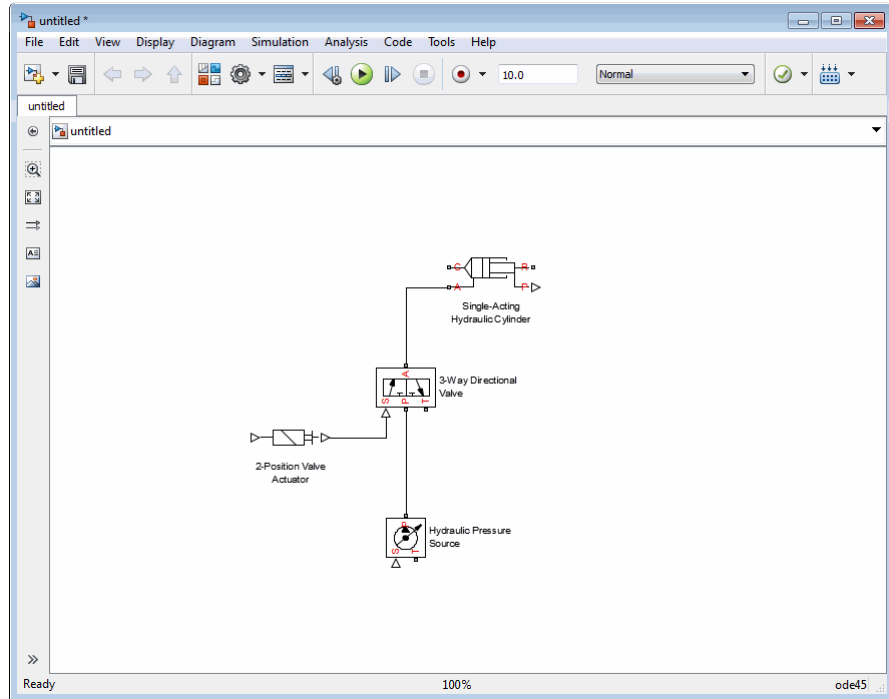 untitled *
File Edit View Display Diagram Simulation Analysis Code Tools Help
10.0 Normal
untitled
untitled
C R
A P
Single-Acting
Hydraulic Cylinder
A
3-Way Directional
Valve
S P T
2-Position Valve
Actuator
P
Hydraulic Pressure
Source
S T
Ready 100% ode45